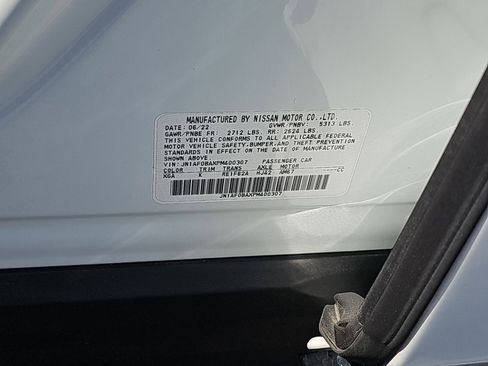 MANUFACTURED BY NISSAN MOTOR CO.,LTD.
DATE: 06/22 GVWR/PNBV: 5313 LBS.
GAWR/PNBE FR: 2712 LBS. RR: 2624 LBS.
THIS VEHICLE CONFORMS TO ALL APPLICABLE FEDERAL
MOTOR VEHICLE SAFETY,BUMPER,AND THEFT PREVENTION
STANDARDS IN EFFECT ON THE DATE OF MANUFACTURE
SHOWN ABOVE.
VIN: JN1AF0BAXPM400307 PASSENGER CAR
COLOR TRIM TRANS AXLE MOTOR
XGA K RE1F62A HJ42 AM67 ----CC
JN1AF0BAXPM400307